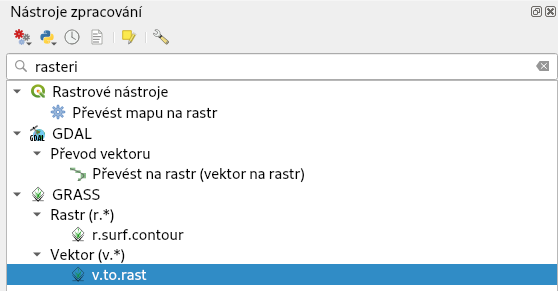 Nástroje zpracování
rasteri
Rastrové nástroje
Převést mapu na rastr
GDAL
Převod vektoru
Převést na rastr (vektor na rastr)
GRASS
Rastr (r.*)
r.surf.contour
Vektor (v.*)
v.to.rast